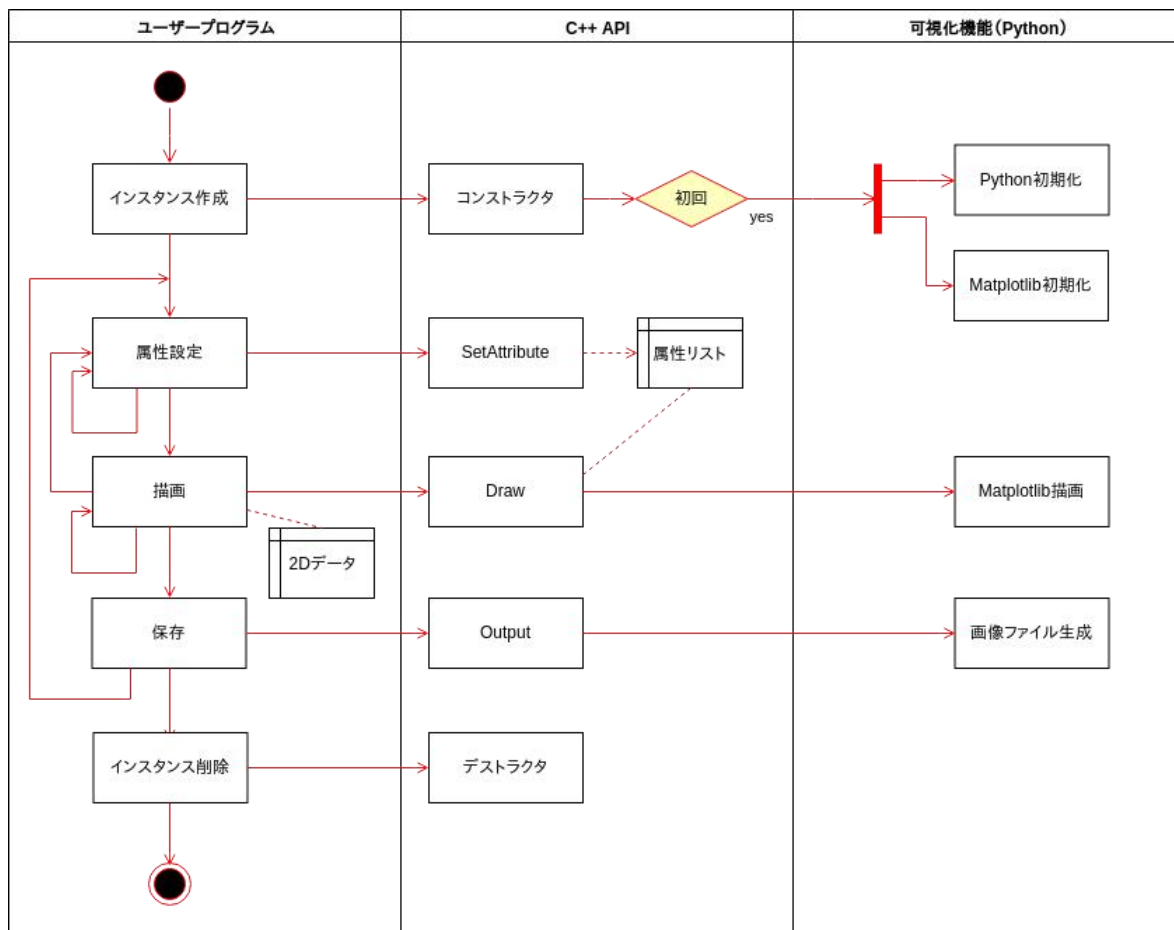 ユーザープログラム
C++ API
可視化機能(Python)
インスタンス作成
コンストラクタ
初回
yes
Python初期化
Matplotlib初期化
属性設定
SetAttribute
属性リスト
描画
Draw
Matplotlib描画
2Dデータ
保存
Output
画像ファイル生成
インスタンス削除
デストラクタ